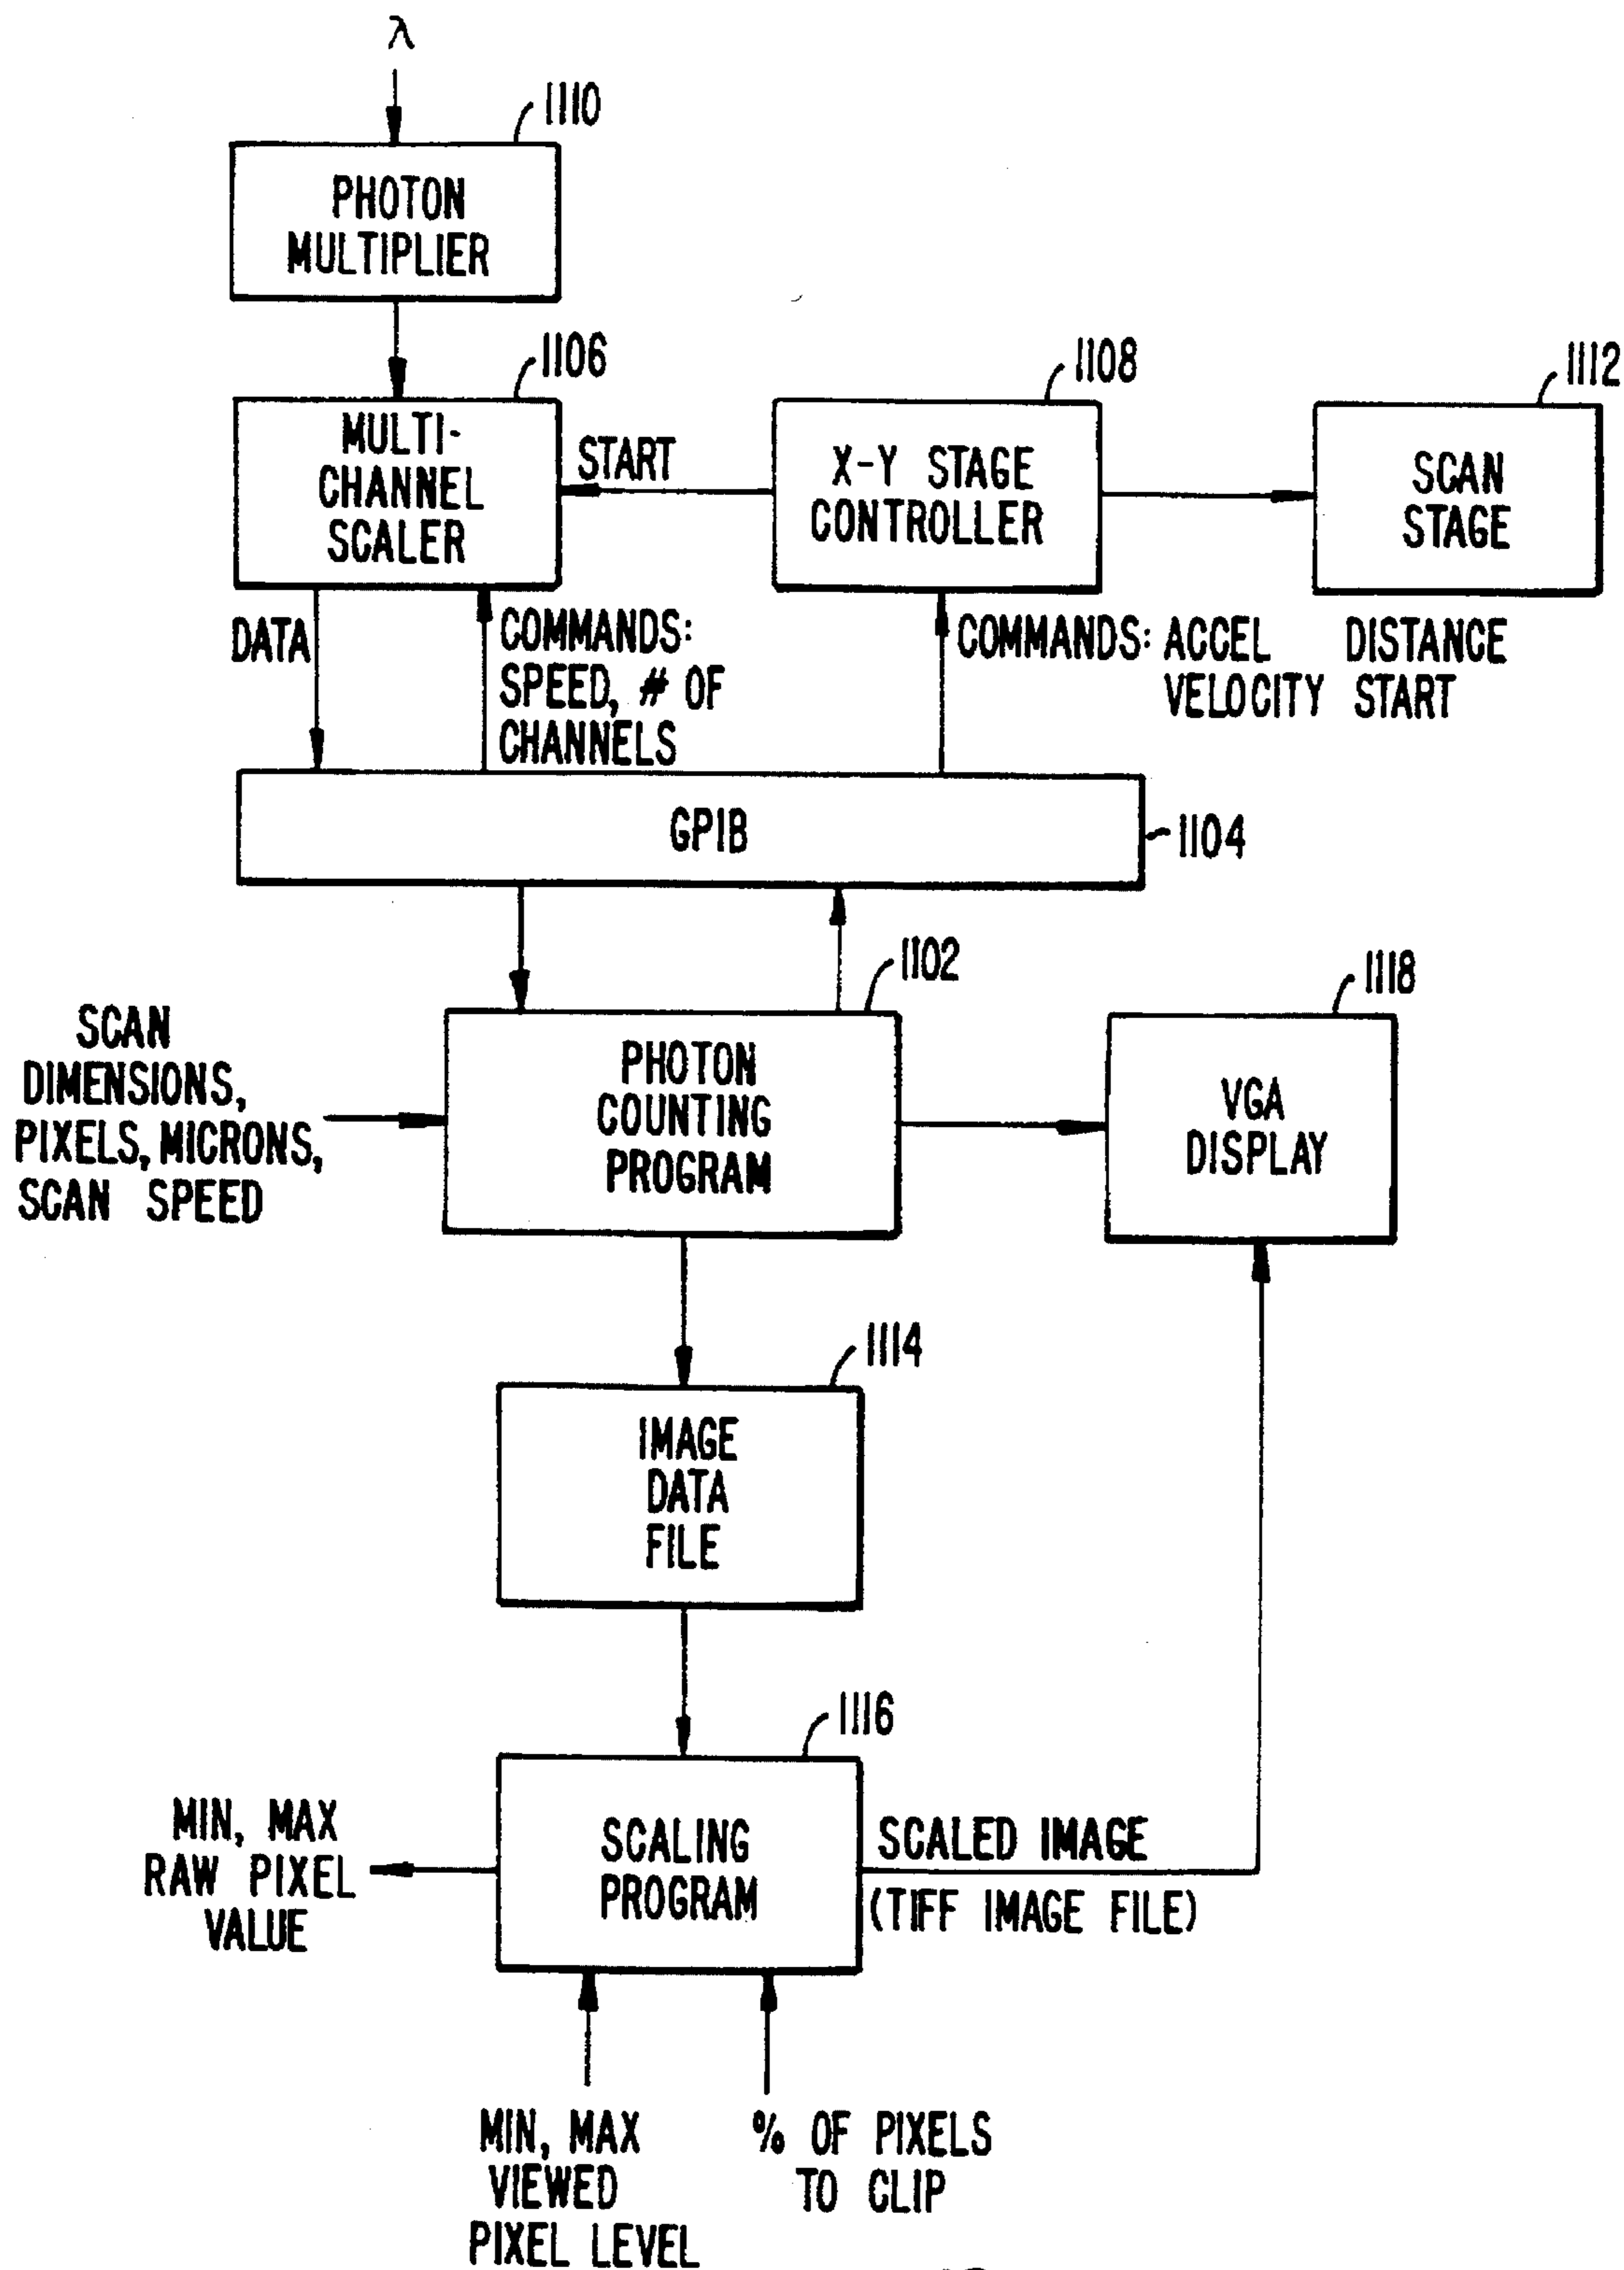 λ
1110
PHOTON
MULTIPLIER
1106
MULTI-
CHANNEL
SCALER
START
1108
X-Y STAGE
CONTROLLER
1112
SCAN
STAGE
DATA
COMMANDS:
SPEED, # OF
CHANNELS
COMMANDS: ACCEL DISTANCE
VELOCITY START
GPIB
1104
1102
1118
SCAN
DIMENSIONS,
PIXELS, MICRONS,
SCAN SPEED
PHOTON
COUNTING
PROGRAM
VGA
DISPLAY
1114
IMAGE
DATA
FILE
1116
MIN, MAX
RAW PIXEL
VALUE
SCALING
PROGRAM
SCALED IMAGE
(TIFF IMAGE FILE)
MIN, MAX
VIEWED
PIXEL LEVEL
% OF PIXELS
TO CLIP